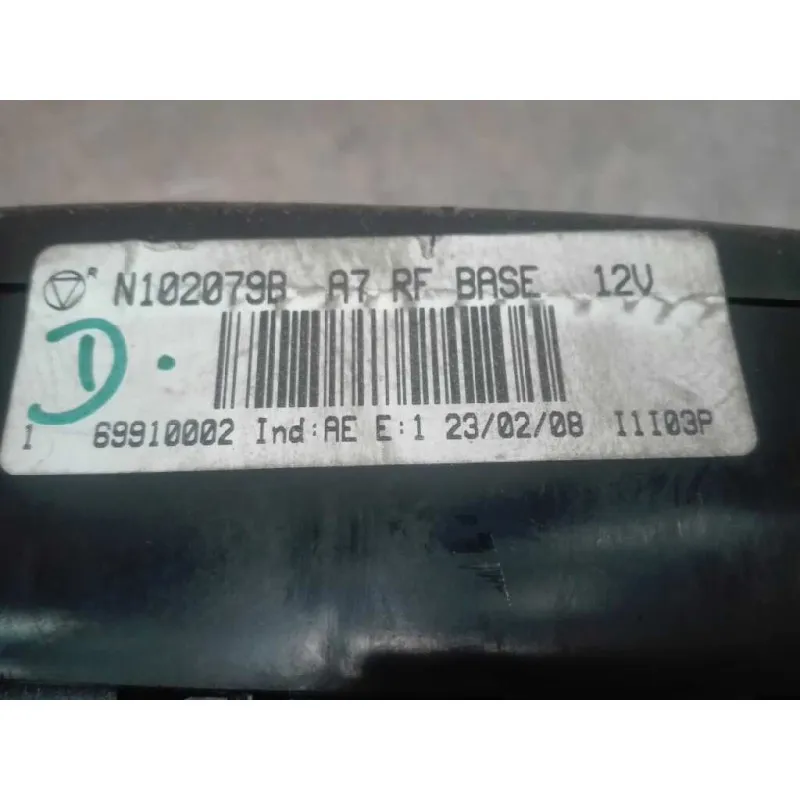 R N102079B A7 RF BASE 12V
D.
1 69910002 Ind:AE E:1 23/02/08 I1I03P